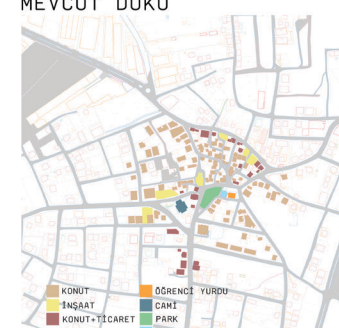 MEVCUT DOKU
KONUT
İNŞAAT
KONUT+TİCARET
ÖĞRENCİ YURDU
CAMİ
PARK